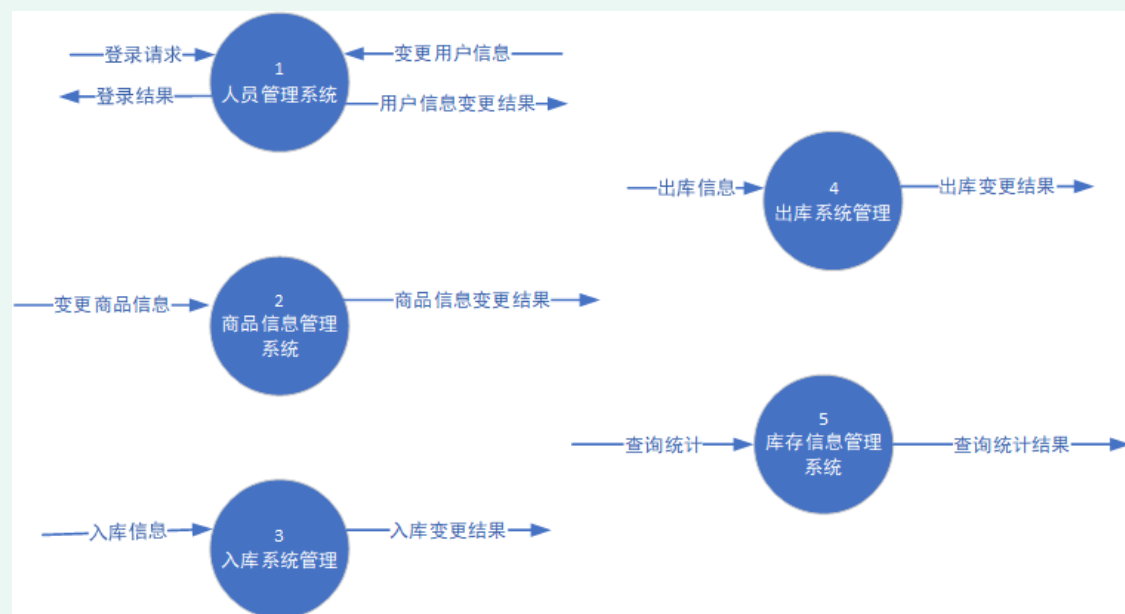 登录请求
变更用户信息
1
人员管理系统
登录结果
用户信息变更结果
出库信息
4
出库系统管理
出库变更结果
变更商品信息
2
商品信息管理
系统
商品信息变更结果
查询统计
5
库存信息管理
系统
查询统计结果
入库信息
3
入库系统管理
入库变更结果